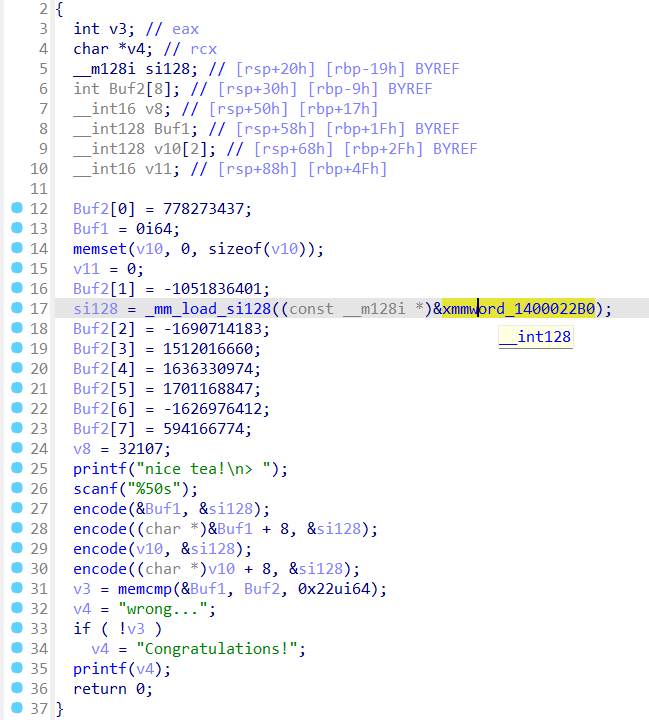 2 {
3 int v3; // eax
4 char *v4; // rcx
5 __m128i si128; // [rsp+20h] [rbp-19h] BYREF
6 int Buf2[8]; // [rsp+30h] [rbp-9h] BYREF
7 __int16 v8; // [rsp+50h] [rbp+17h]
8 __int128 Buf1; // [rsp+58h] [rbp+1Fh] BYREF
9 __int128 v10[2]; // [rsp+68h] [rbp+2Fh] BYREF
10 __int16 v11; // [rsp+88h] [rbp+4Fh]
11
12 Buf2[0] = 778273437;
13 Buf1 = 0i64;
14 memset(v10, 0, sizeof(v10));
15 v11 = 0;
16 Buf2[1] = -1051836401;
17 si128 = _mm_load_si128((const __m128i *)&xmmword_1400022B0);
18 Buf2[2] = -1690714183;
__int128
19 Buf2[3] = 1512016660;
20 Buf2[4] = 1636330974;
21 Buf2[5] = 1701168847;
22 Buf2[6] = -1626976412;
23 Buf2[7] = 594166774;
24 v8 = 32107;
25 printf("nice tea!\n> ");
26 scanf("%50s");
27 encode(&Buf1, &si128);
28 encode((char *)&Buf1 + 8, &si128);
29 encode(v10, &si128);
30 encode((char *)v10 + 8, &si128);
31 v3 = memcmp(&Buf1, Buf2, 0x22ui64);
32 v4 = "wrong...";
33 if ( !v3 )
34 v4 = "Congratulations!";
35 printf(v4);
36 return 0;
37 }